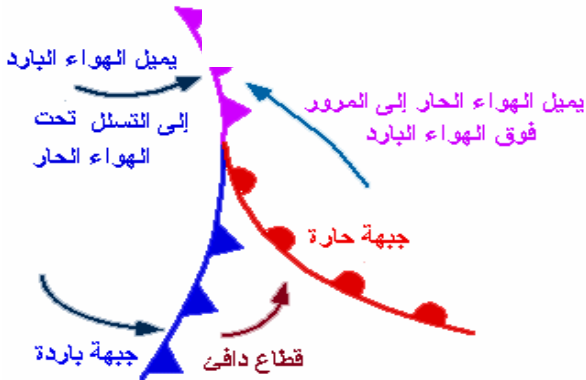 يميل الهواء البارد
إلى التسلل تحت
الهواء الحار
يميل الهواء الحار إلى المرور
فوق الهواء البارد
جبهة حارة
جبهة باردة
قطاع دافئ